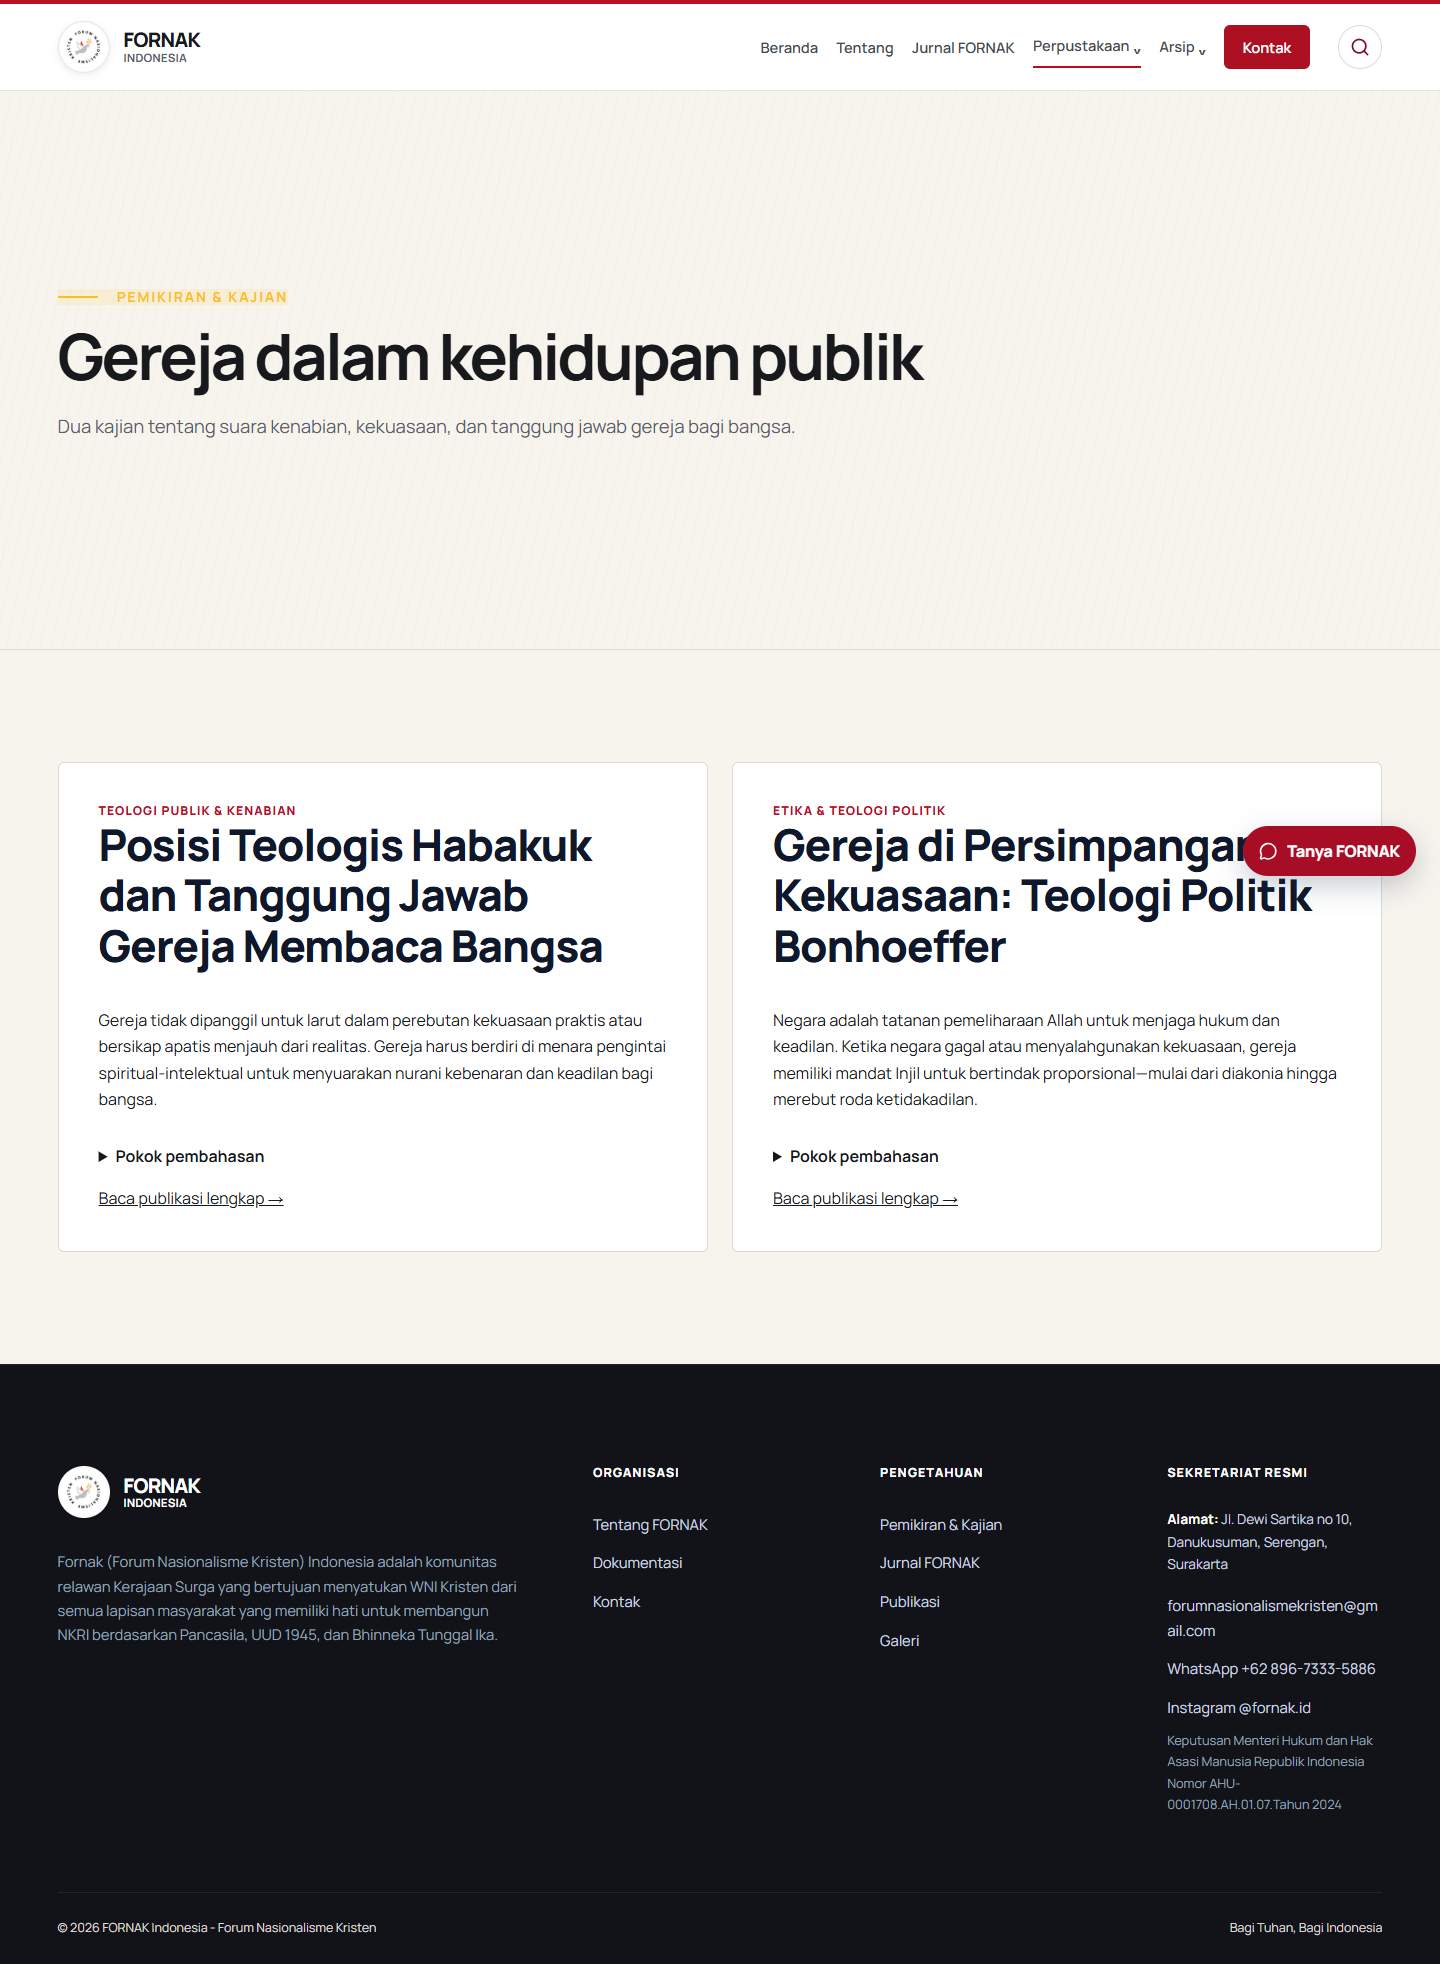 FORNAK
INDONESIA
Beranda
Tentang
Jurnal FORNAK
Perpustakaan
Arsip
Kontak
PEMIKIRAN & KAJIAN
Gereja dalam kehidupan publik
Dua kajian tentang suara kenabian, kekuasaan, dan tanggung jawab gereja bagi bangsa.
TEOLOGI PUBLIK & KENABIAN
Posisi Teologis Habakuk
dan Tanggung Jawab
Gereja Membaca Bangsa
Gereja tidak dipanggil untuk larut dalam perebutan kekuasaan praktis atau
bersikap apatis menjauh dari realitas. Gereja harus berdiri di menara pengintai
spiritual-intelektual untuk menyuarakan nurani kebenaran dan keadilan bagi
bangsa.
Pokok pembahasan
Baca publikasi lengkap →
ETIKA & TEOLOGI POLITIK
Gereja di Persimpangan
Kekuasaan: Teologi Politik
Bonhoeffer
Negara adalah tatanan pemeliharaan Allah untuk menjaga hukum dan
keadilan. Ketika negara gagal atau menyalahgunakan kekuasaan, gereja
memiliki mandat Injil untuk bertindak proporsional—mulai dari diakonia hingga
merebut roda ketidakadilan.
Pokok pembahasan
Baca publikasi lengkap →
Tanya FORNAK
FORNAK
INDONESIA
Fornak (Forum Nasionalisme Kristen) Indonesia adalah komunitas
relawan Kerajaan Surga yang bertujuan menyatukan WNI Kristen dari
semua lapisan masyarakat yang memiliki hati untuk membangun
NKRI berdasarkan Pancasila, UUD 1945, dan Bhinneka Tunggal Ika.
ORGANISASI
Tentang FORNAK
Dokumentasi
Kontak
PENGETAHUAN
Pemikiran & Kajian
Jurnal FORNAK
Publikasi
Galeri
SEKRETARIAT RESMI
Alamat: Jl. Dewi Sartika no 10,
Danukusuman, Serengan,
Surakarta
forumnasionalismekristen@gm
ail.com
WhatsApp +62 896-7333-5886
Instagram @fornak.id
Keputusan Menteri Hukum dan Hak
Asasi Manusia Republik Indonesia
Nomor AHU-
0001708.AH.01.07.Tahun 2024
© 2026 FORNAK Indonesia - Forum Nasionalisme Kristen
Bagi Tuhan, Bagi Indonesia